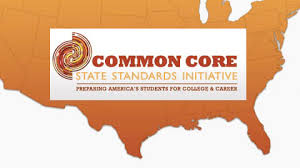 COMMON CORE
STATE STANDARDS INITIATIVE
PREPARING AMERICA'S STUDENTS FOR COLLEGE & CAREER